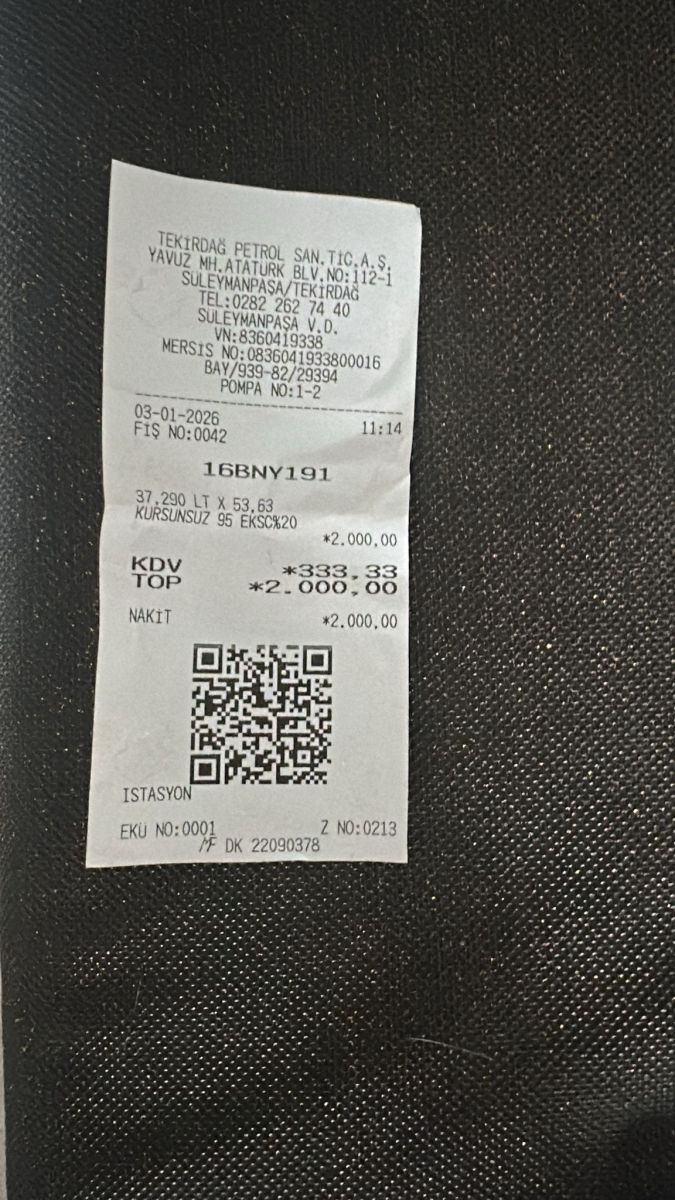 TEKİRDAĞ PETROL SAN.TİC.A.Ş.
YAVUZ MH.ATATÜRK BLV.NO:112-1
SÜLEYMANPAŞA/TEKİRDAĞ
TEL:0282 262 74 40
SÜLEYMANPAŞA V.D.
VN:8360419338
MERSİS NO:0836041933800016
BAY/939-82/29394
POMPA NO:1-2
03-01-2026 11:14
FİŞ NO:0042
16BNY191
37,290 LT X 53,63
KURSUNSUZ 95 EKSC%20
*2.000,00
KDV *333,33
TOP *2.000,00
NAKİT *2.000,00
ISTASYON
EKÜ NO:0001 Z NO:0213
MF DK 22090378